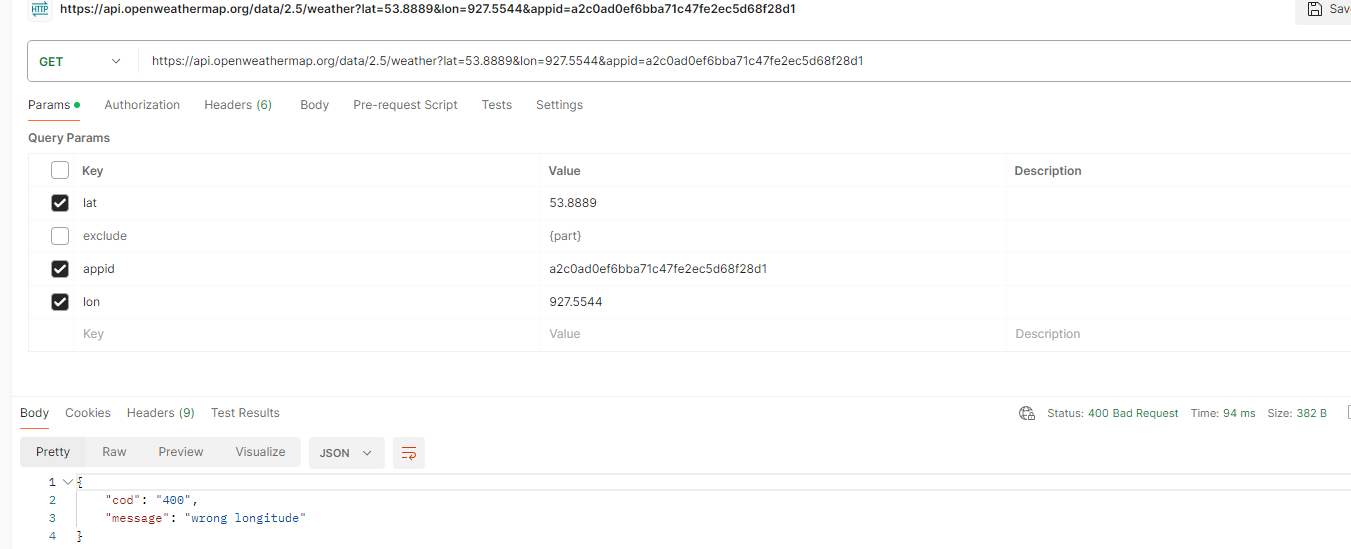 HTTP https://api.openweathermap.org/data/2.5/weather?lat=53.8889&lon=927.5544&appid=a2c0ad0ef6bba71c47fe2ec5d68f28d1 Sav
GET https://api.openweathermap.org/data/2.5/weather?lat=53.8889&lon=927.5544&appid=a2c0ad0ef6bba71c47fe2ec5d68f28d1
Params Authorization Headers (6) Body Pre-request Script Tests Settings
Query Params
Key Value Description
lat 53.8889
exclude {part}
appid a2c0ad0ef6bba71c47fe2ec5d68f28d1
lon 927.5544
Key Value Description
Body Cookies Headers (9) Test Results Status: 400 Bad Request Time: 94 ms Size: 382 B
Pretty Raw Preview Visualize JSON
1 {
2 "cod": "400",
3 "message": "wrong longitude"
4 }